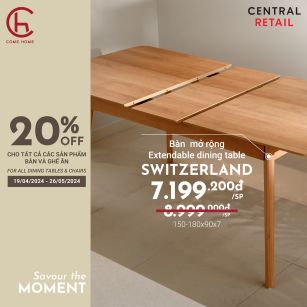 CH
COME HOME
CENTRAL
RETAIL
20%
OFF
CHO TẤT CẢ CÁC SẢN PHẨM
BÀN VÀ GHẾ ĂN
FOR ALL DINING TABLES & CHAIRS
19/04/2024 - 26/05/2024
Bàn mở rộng
Extendable dining table
SWITZERLAND
7.199.200đ
/SP
8.999.000đ
/SP
150-180x90x7
Savour the
MOMENT